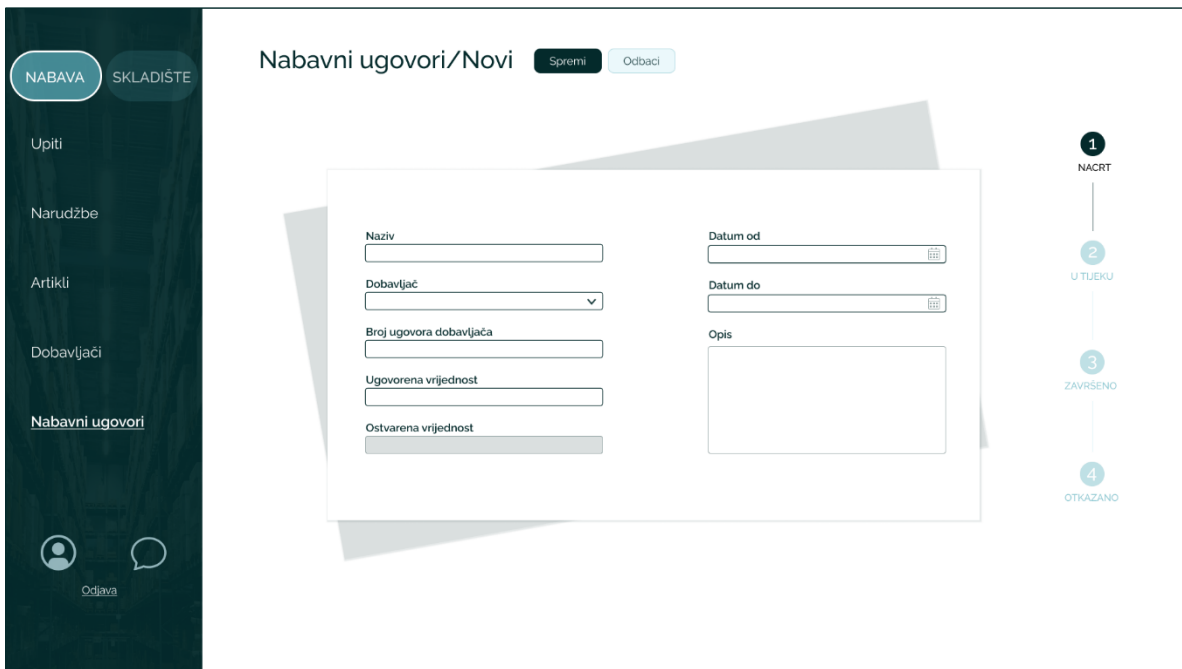 NABAVA
SKLADIŠTE
Upiti
Narudžbe
Artikli
Dobavljači
Nabavni ugovori
Odjava
Nabavni ugovori/Novi
Spremi
Odbaci
Naziv
Dobavljač
Broj ugovora dobavljača
Ugovorena vrijednost
Ostvarena vrijednost
Datum od
Datum do
Opis
1
NACRT
2
U TIJEKU
3
ZAVRŠENO
4
OTKAZANO